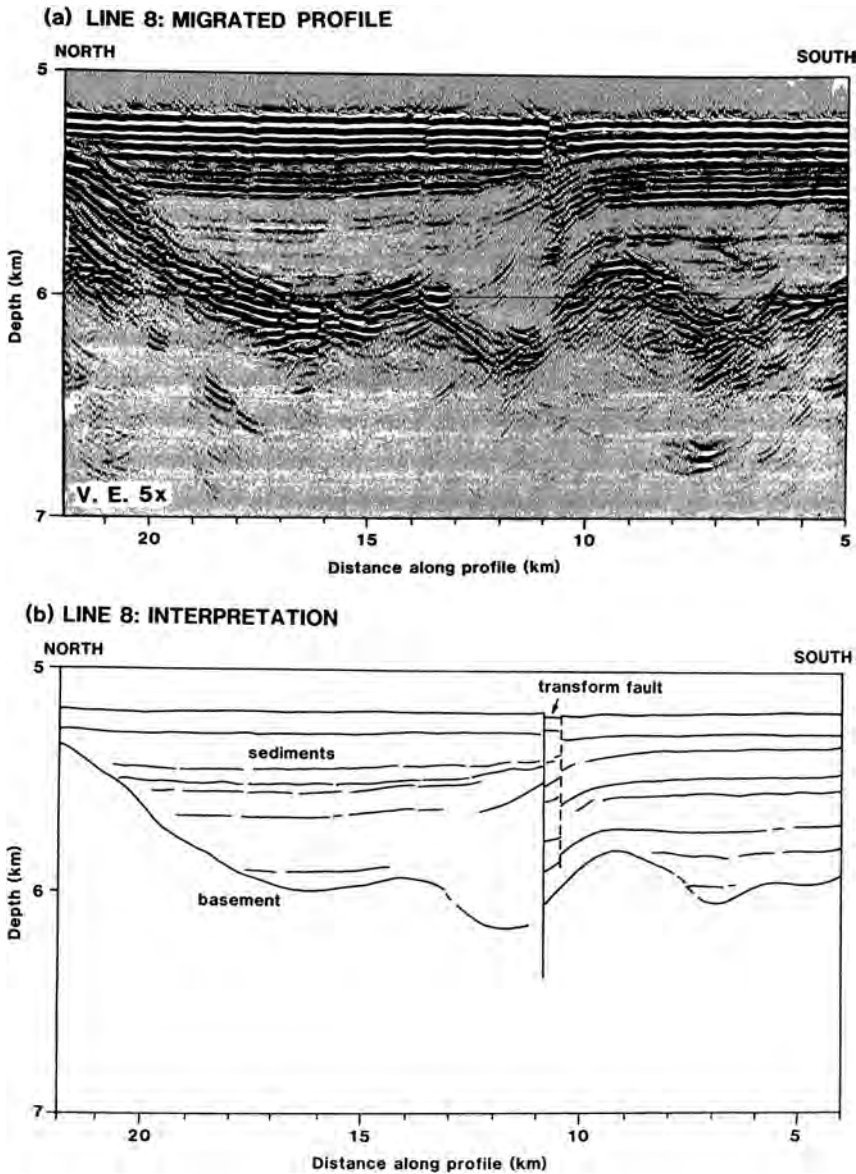 (a) LINE 8: MIGRATED PROFILE
NORTH SOUTH
5
6
7
Depth (km)
V. E. 5x
20 15 10 5
Distance along profile (km)
(b) LINE 8: INTERPRETATION
NORTH SOUTH
5
transform fault
sediments
6
basement
7
Depth (km)
20 15 10 5
Distance along profile (km)